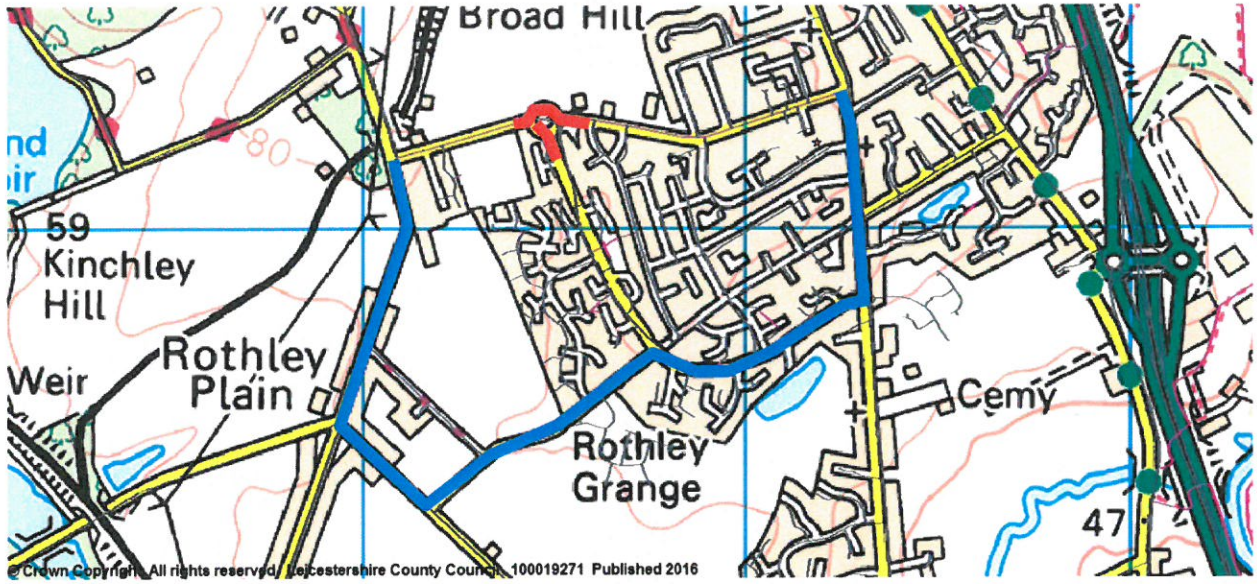 Broad Hill
80
nd
oir
59
Kinchley
Hill
Rothley
Plain
Weir
Cemy
Rothley
Grange
47
© Crown Copyright All rights reserved Leicestershire County Council 100019271 Published 2016